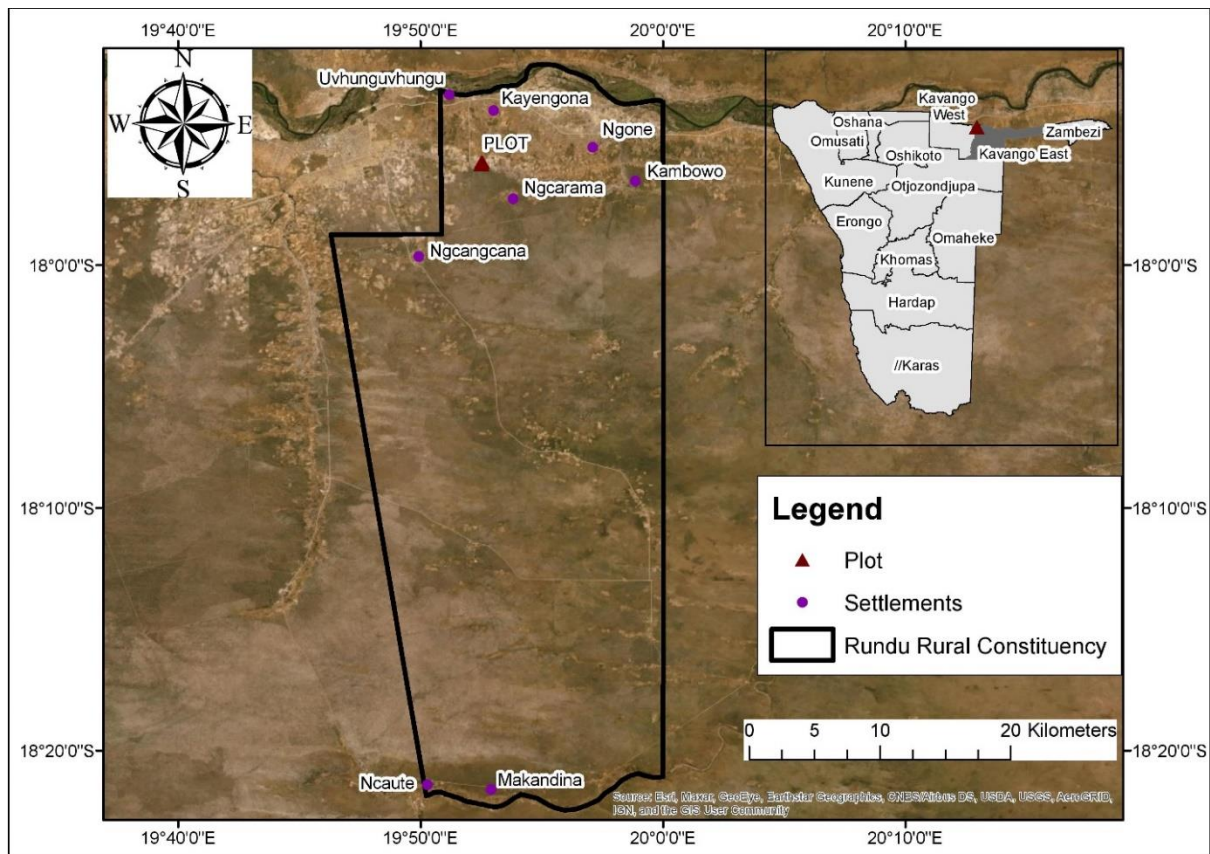 19°40'0"E
19°50'0"E
20°0'0"E
20°10'0"E
N
W
E
S
Uvhunguvhungu
Kayengona
PLOT
Ngone
Kambowo
Ngcarama
Ngcangcana
Ncaute
Makandina
Kavango
West
Oshana
Omusati
Zambezi
Oshikoto
Kavango East
Kunene
Otjozondjupa
Erongo
Omaheke
Khomas
Hardap
//Karas
18°0'0"S
18°0'0"S
18°10'0"S
18°10'0"S
18°20'0"S
18°20'0"S
Legend
Plot
Settlements
Rundu Rural Constituency
0 5 10 20 Kilometers
Source: Esri, Maxar, GeoEye, Earthstar Geographics, CNES/Airbus DS, USDA, USGS, AeroGRID,
IGN, and the GIS User Community
19°40'0"E
19°50'0"E
20°0'0"E
20°10'0"E